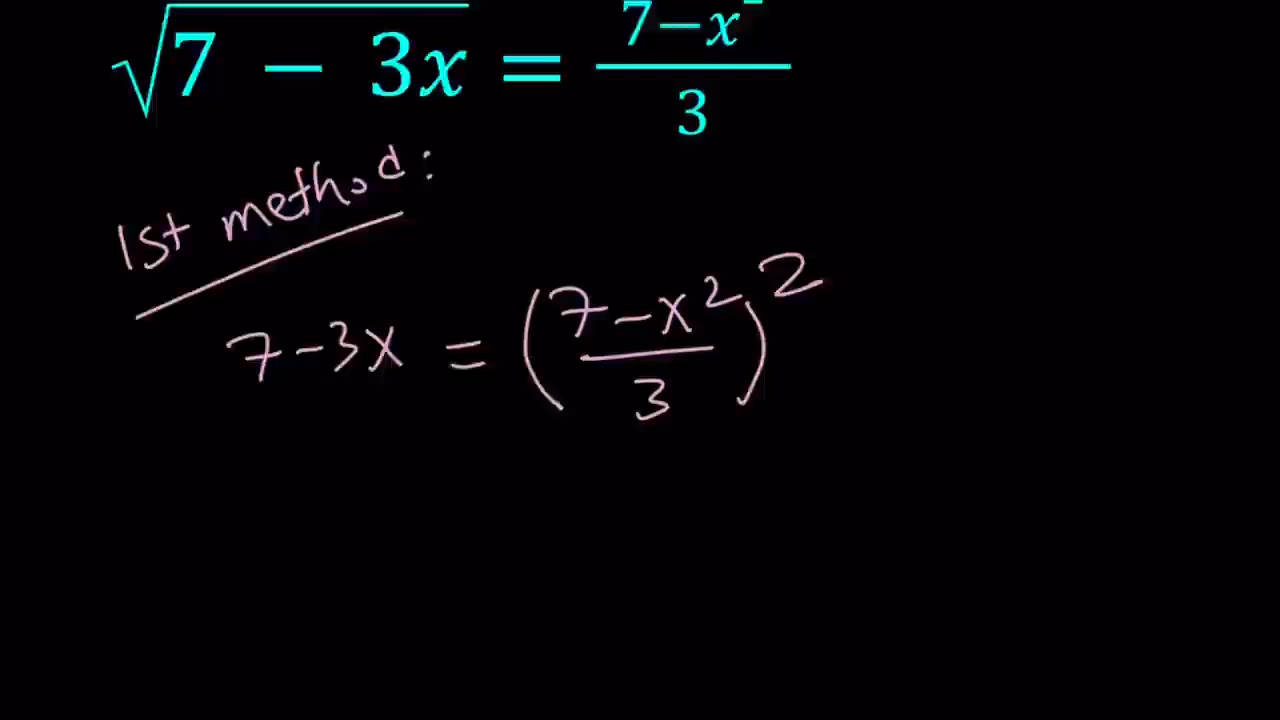 √7 − 3x = 7−x² / 3
1st method:
7-3x = (7-x² / 3)²